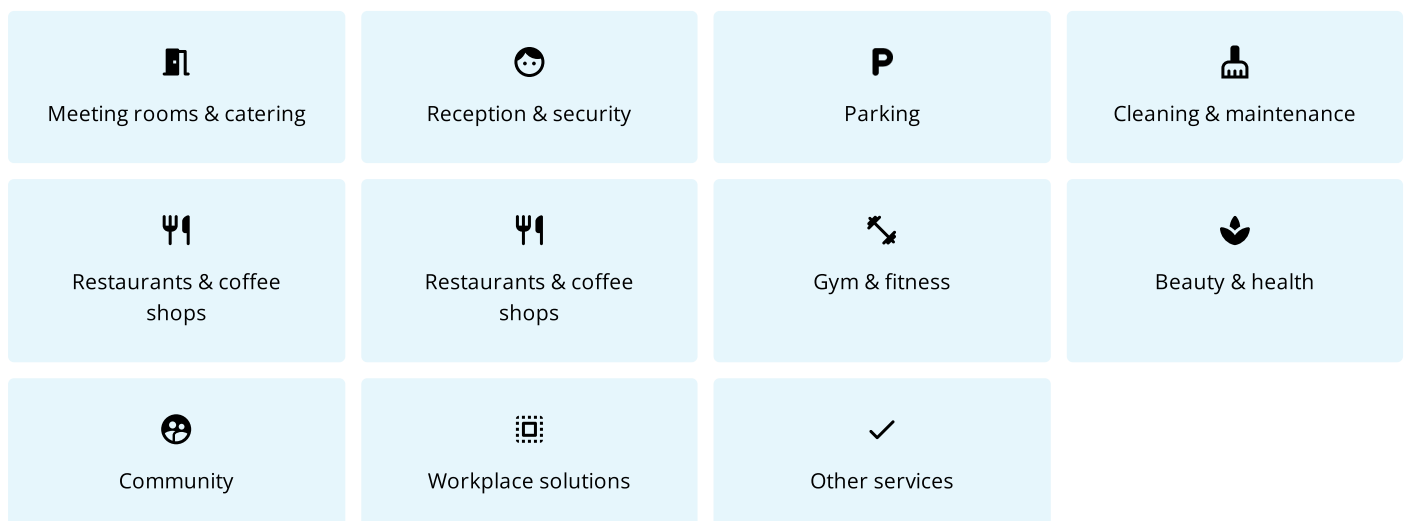 Meeting rooms & catering
Reception & security
Parking
Cleaning & maintenance
Restaurants & coffee
shops
Restaurants & coffee
shops
Gym & fitness
Beauty & health
Community
Workplace solutions
Other services